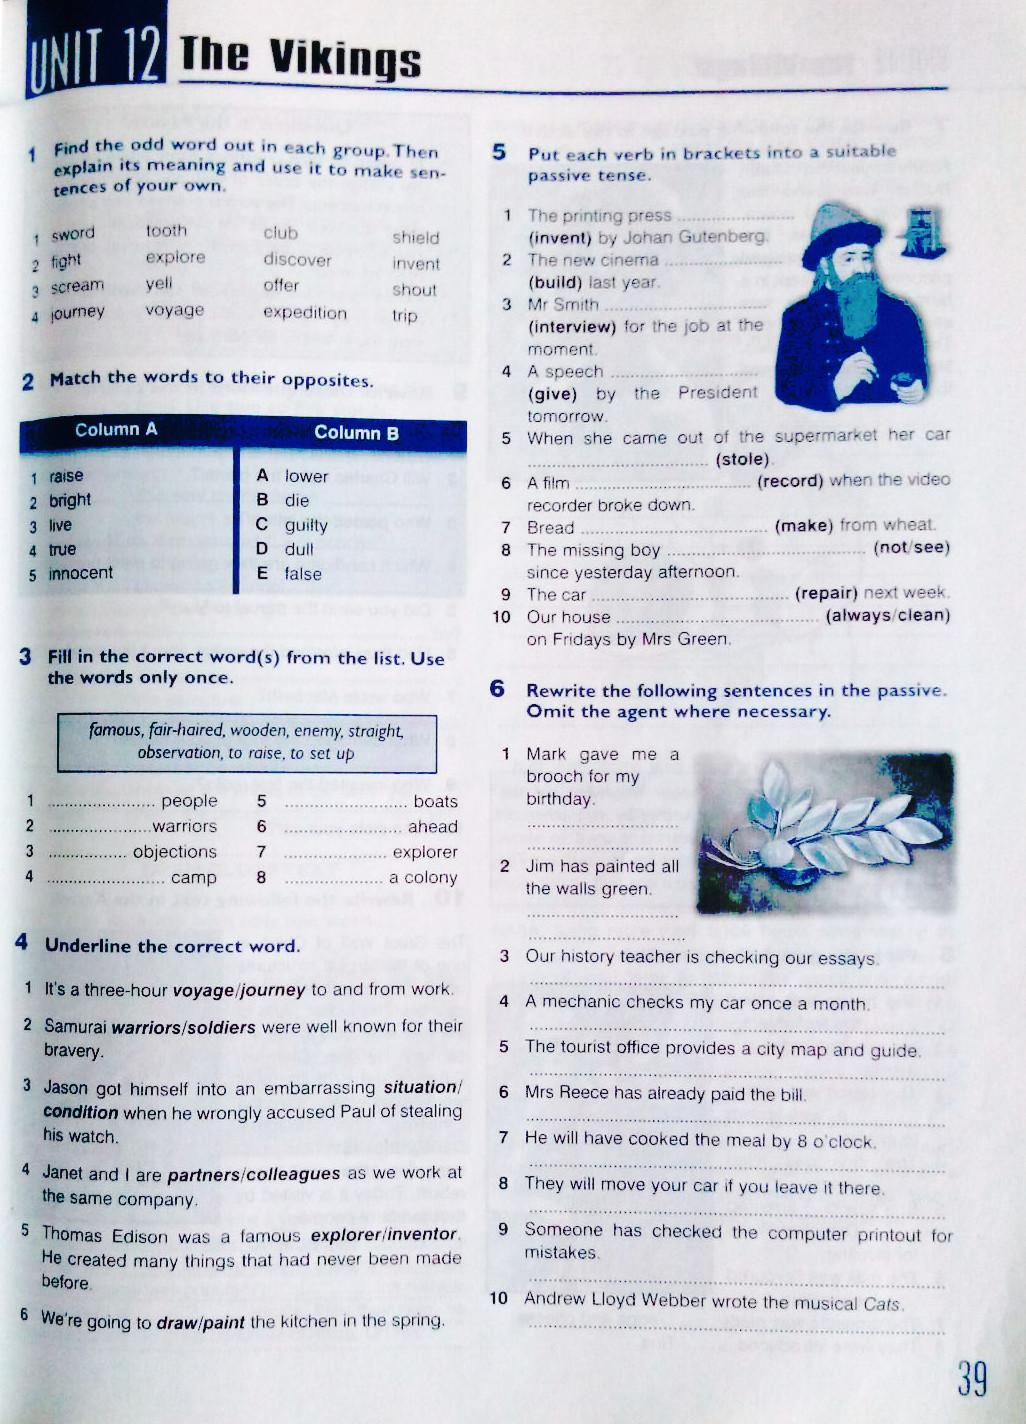 UNIT 12 The Vikings
1 Find the odd word out in each group. Then
explain its meaning and use it to make sen-
tences of your own.
1 sword tooth club shield
2 fight explore discover invent
3 scream yell offer shout
4 journey voyage expedition trip
2 Match the words to their opposites.
Column A Column B
1 raise A lower
2 bright B die
3 live C guilty
4 true D dull
5 innocent E false
3 Fill in the correct word(s) from the list. Use
the words only once.
famous, fair-haired, wooden, enemy, straight,
observation, to raise, to set up
1 ........................ people 5 ........................... boats
2 .......................warriors 6 .......................... ahead
3 ................. objections 7 ....................... explorer
4 .......................... camp 8 ...................... a colony
4 Underline the correct word.
1 It's a three-hour voyage/journey to and from work.
2 Samurai warriors/soldiers were well known for their
bravery.
3 Jason got himself into an embarrassing situation/
condition when he wrongly accused Paul of stealing
his watch.
4 Janet and I are partners/colleagues as we work at
the same company.
5 Thomas Edison was a famous explorer/inventor.
He created many things that had never been made
before.
6 We're going to draw/paint the kitchen in the spring.
5 Put each verb in brackets into a suitable
passive tense.
1 The printing press ..........................
(invent) by Johan Gutenberg.
2 The new cinema ..........................
(build) last year.
3 Mr Smith ....................................
(interview) for the job at the
moment.
4 A speech .................................
(give) by the President
tomorrow.
5 When she came out of the supermarket her car
........................................ (stole).
6 A film ....................................... (record) when the video
recorder broke down.
7 Bread .......................................... (make) from wheat.
8 The missing boy ............................................ (not/see)
since yesterday afternoon.
9 The car ............................................ (repair) next week.
10 Our house ............................................. (always/clean)
on Fridays by Mrs Green.
6 Rewrite the following sentences in the passive.
Omit the agent where necessary.
1 Mark gave me a
brooch for my
birthday.
..................................
..................................
2 Jim has painted all
the walls green.
..................................
..................................
3 Our history teacher is checking our essays.
............................................................................................
4 A mechanic checks my car once a month.
............................................................................................
5 The tourist office provides a city map and guide.
............................................................................................
6 Mrs Reece has already paid the bill.
............................................................................................
7 He will have cooked the meal by 8 o'clock.
............................................................................................
8 They will move your car if you leave it there.
............................................................................................
9 Someone has checked the computer printout for
mistakes.
............................................................................................
10 Andrew Lloyd Webber wrote the musical Cats.
............................................................................................
39